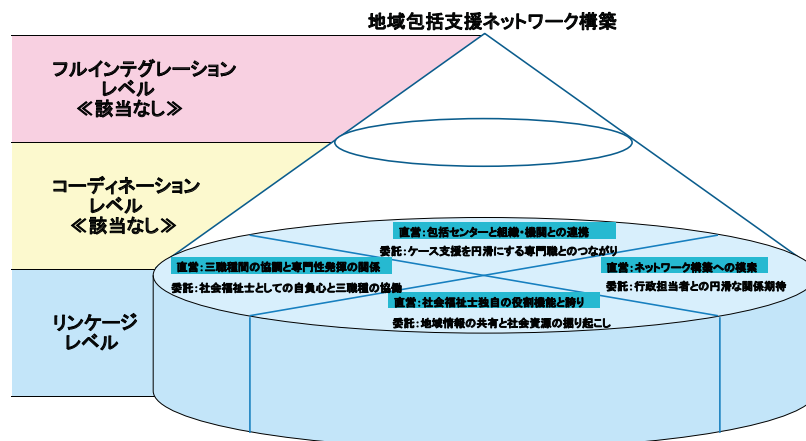 地域包括支援ネットワーク構築
フルインテグレーション
レベル
≪該当なし≫
コーディネーション
レベル
≪該当なし≫
リンケージ
レベル
直営：包括センターと組織・機関との連携
委託：ケース支援を円滑にする専門職とのつながり
直営：三職種間の協調と専門性発揮の関係
委託：社会福祉士としての自負心と三職種の協働
直営：ネットワーク構築への模索
委託：行政担当者との円滑な関係期待
直営：社会福祉士独自の役割機能と誇り
委託：地域情報の共有と社会資源の掘り起こし